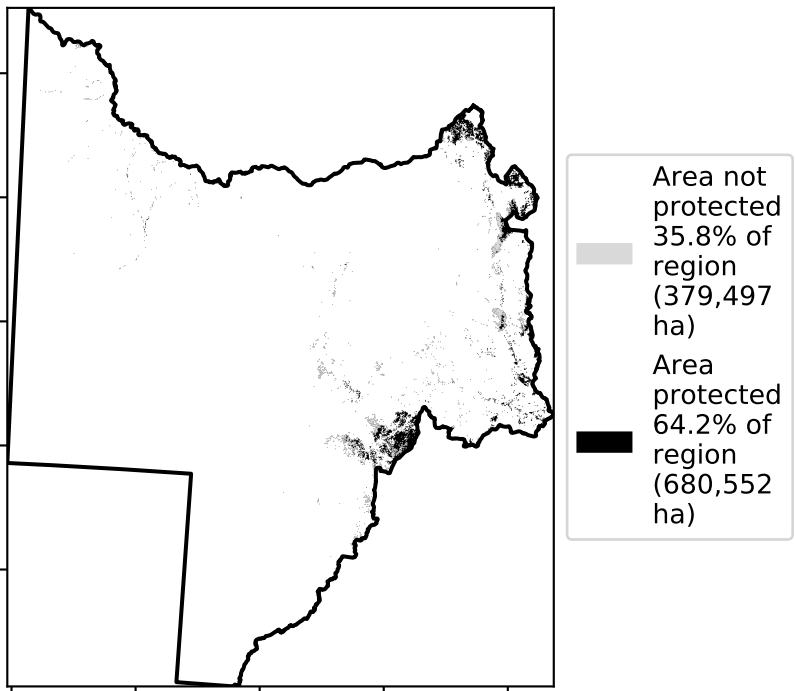 Area not
protected
35.8% of
region
(379,497
ha)
Area
protected
64.2% of
region
(680,552
ha)